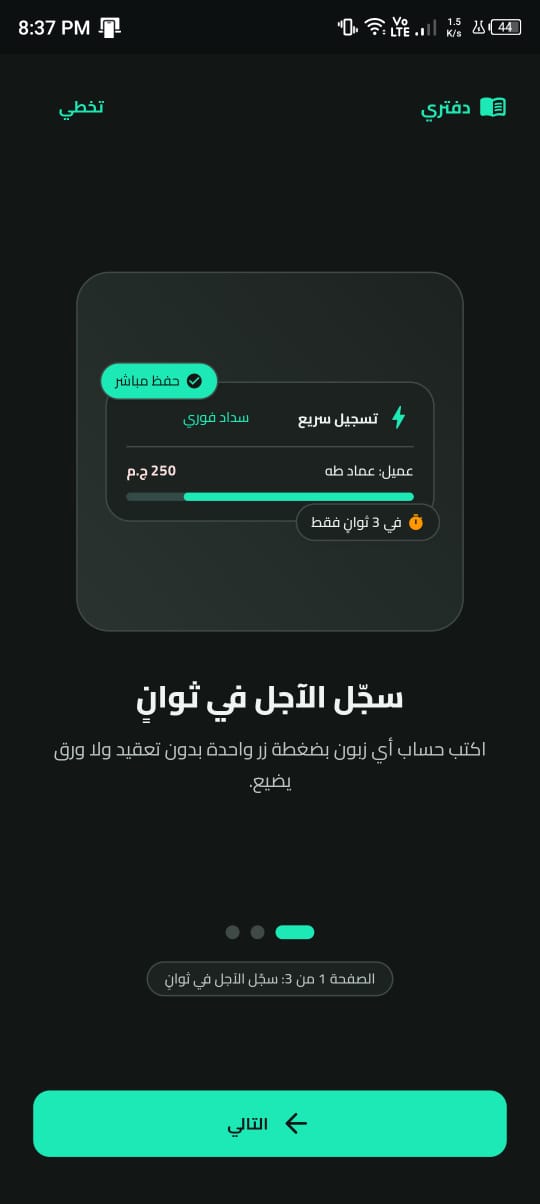 8:37 PM
Vo LTE
1.5 K/s
44
دفتري
تخطي
حفظ مباشر
تسجيل سريع
سداد فوري
عميل: عماد طه
250 ج.م
في 3 ثوانٍ فقط
سجّل الآجل في ثوانٍ
اكتب حساب أي زبون بضغطة زر واحدة بدون تعقيد ولا ورق
يضيع.
الصفحة 1 من 3: سجّل الآجل في ثوانٍ
التالي